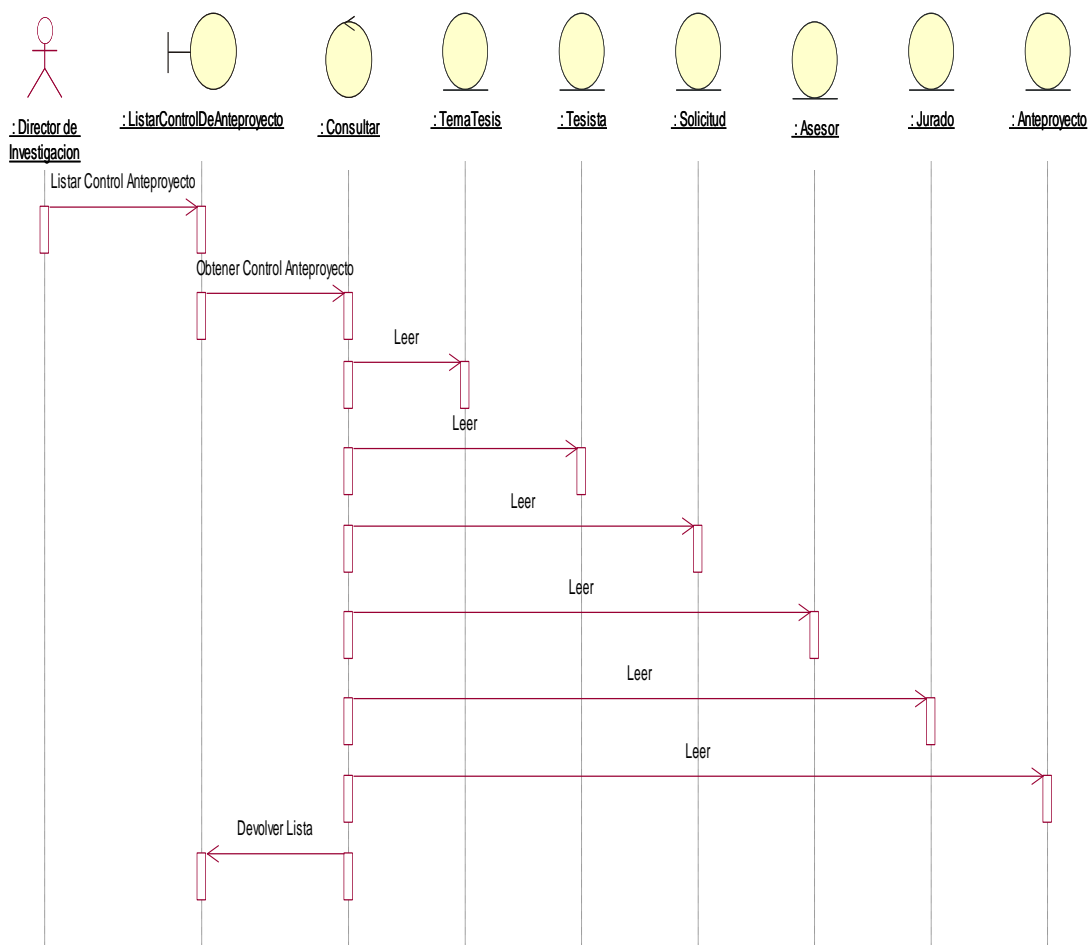 : Director de
Investigacion
: ListarControlDeAnteproyecto
: Consultar
: TemaTesis
: Tesista
: Solicitud
: Asesor
: Jurado
: Anteproyecto
Listar Control Anteproyecto
Obtener Control Anteproyecto
Leer
Leer
Leer
Leer
Leer
Leer
Devolver Lista